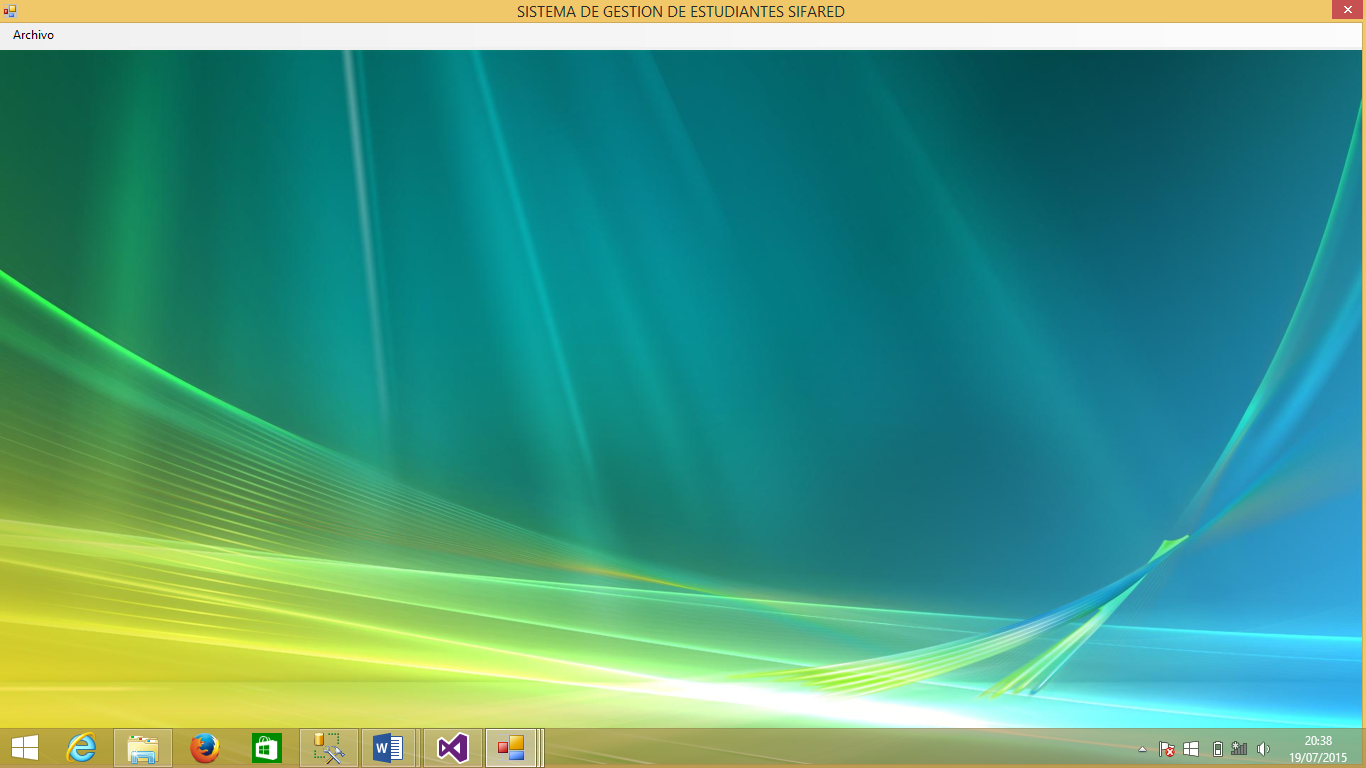 SISTEMA DE GESTION DE ESTUDIANTES SIFARED
Archivo
20:38
19/07/2015